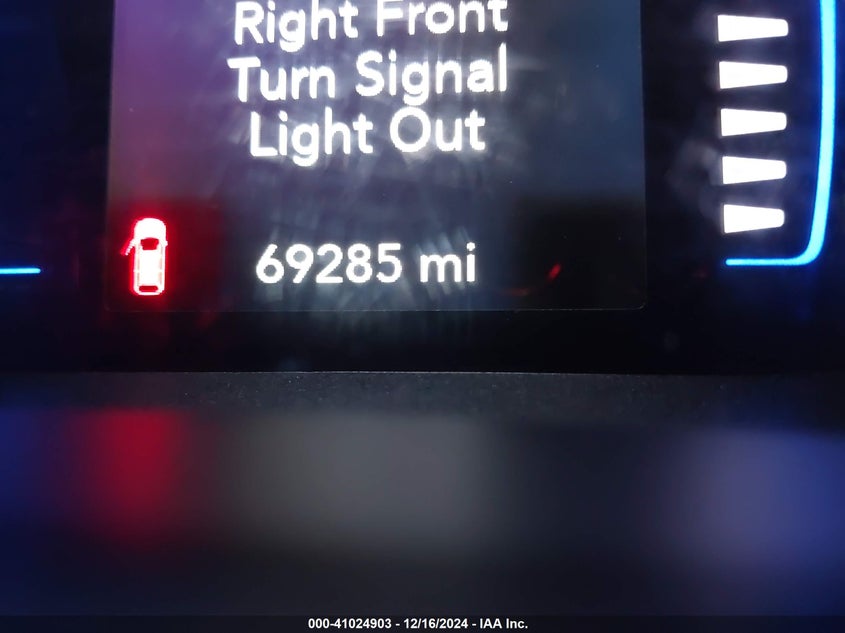 Right Front
Turn Signal
Light Out
69285 mi
000-41024903 - 12/16/2024 - IAA Inc.